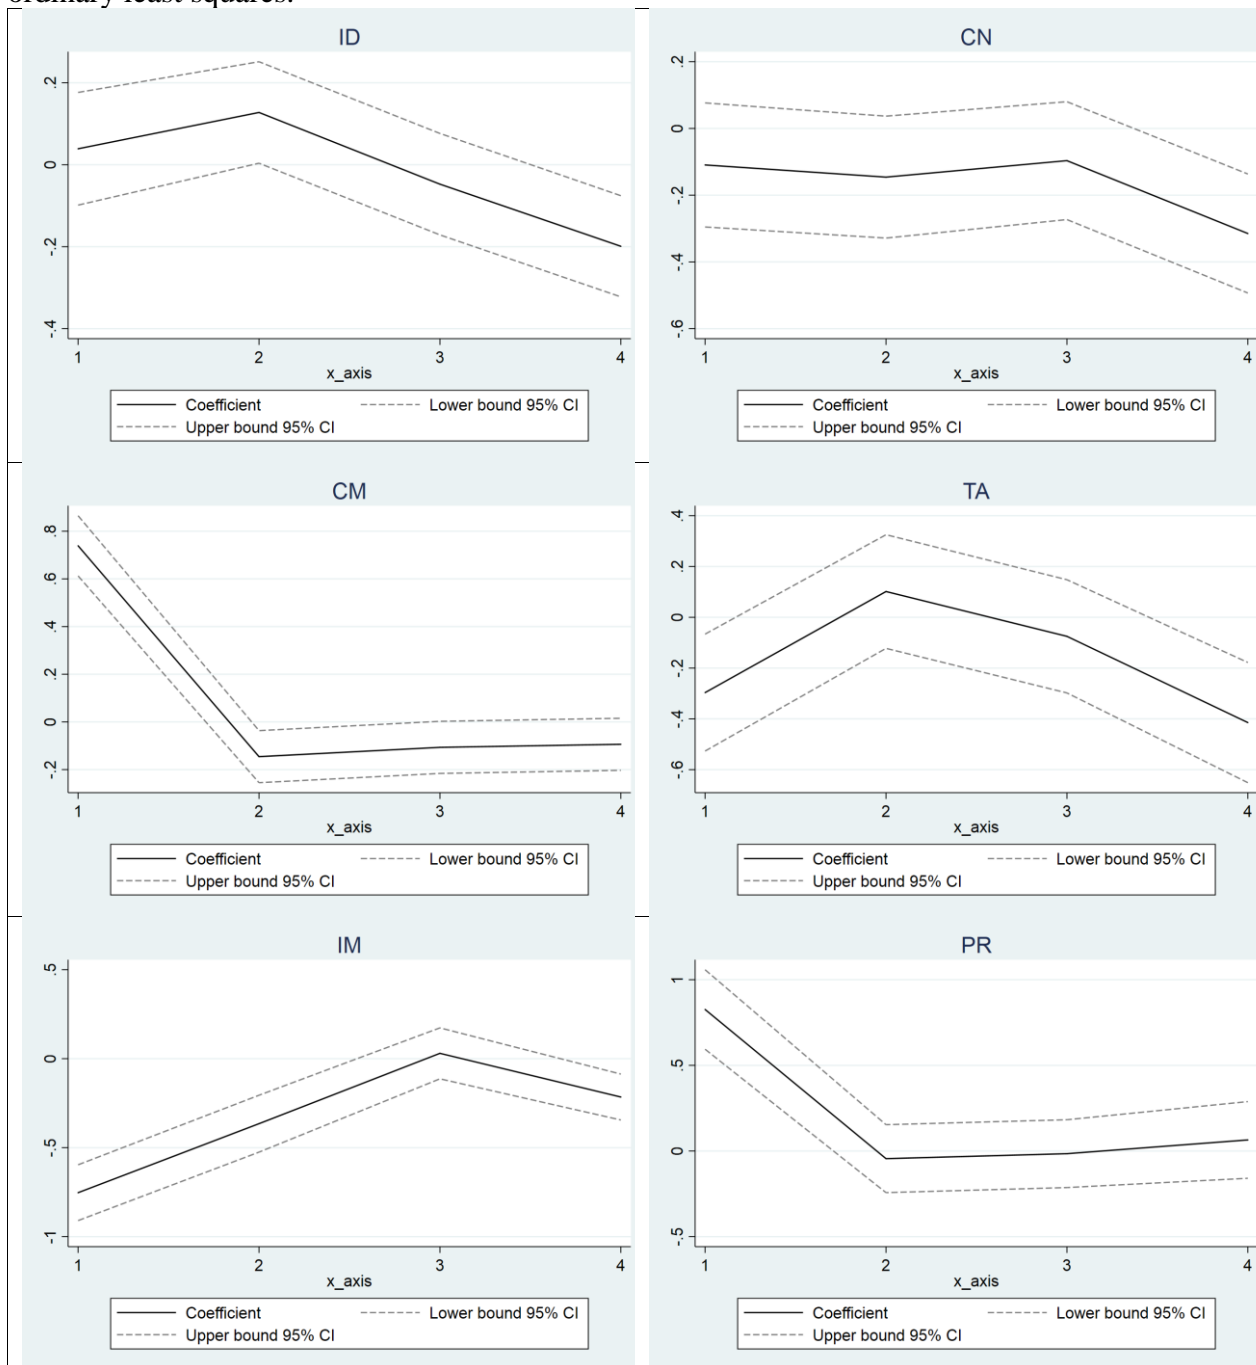 ordinary least squares.
ID
.2
0
-.2
-.4
1 2 3 4
x_axis
Coefficient Lower bound 95% CI
Upper bound 95% CI
CN
.2
0
-.2
-.4
-.6
1 2 3 4
x_axis
Coefficient Lower bound 95% CI
Upper bound 95% CI
CM
.8
.6
.4
.2
0
-.2
1 2 3 4
x_axis
Coefficient Lower bound 95% CI
Upper bound 95% CI
TA
.4
.2
0
-.2
-.4
-.6
1 2 3 4
x_axis
Coefficient Lower bound 95% CI
Upper bound 95% CI
IM
.5
0
-.5
-1
1 2 3 4
x_axis
Coefficient Lower bound 95% CI
Upper bound 95% CI
PR
1
0.5
0
-.5
1 2 3 4
x_axis
Coefficient Lower bound 95% CI
Upper bound 95% CI